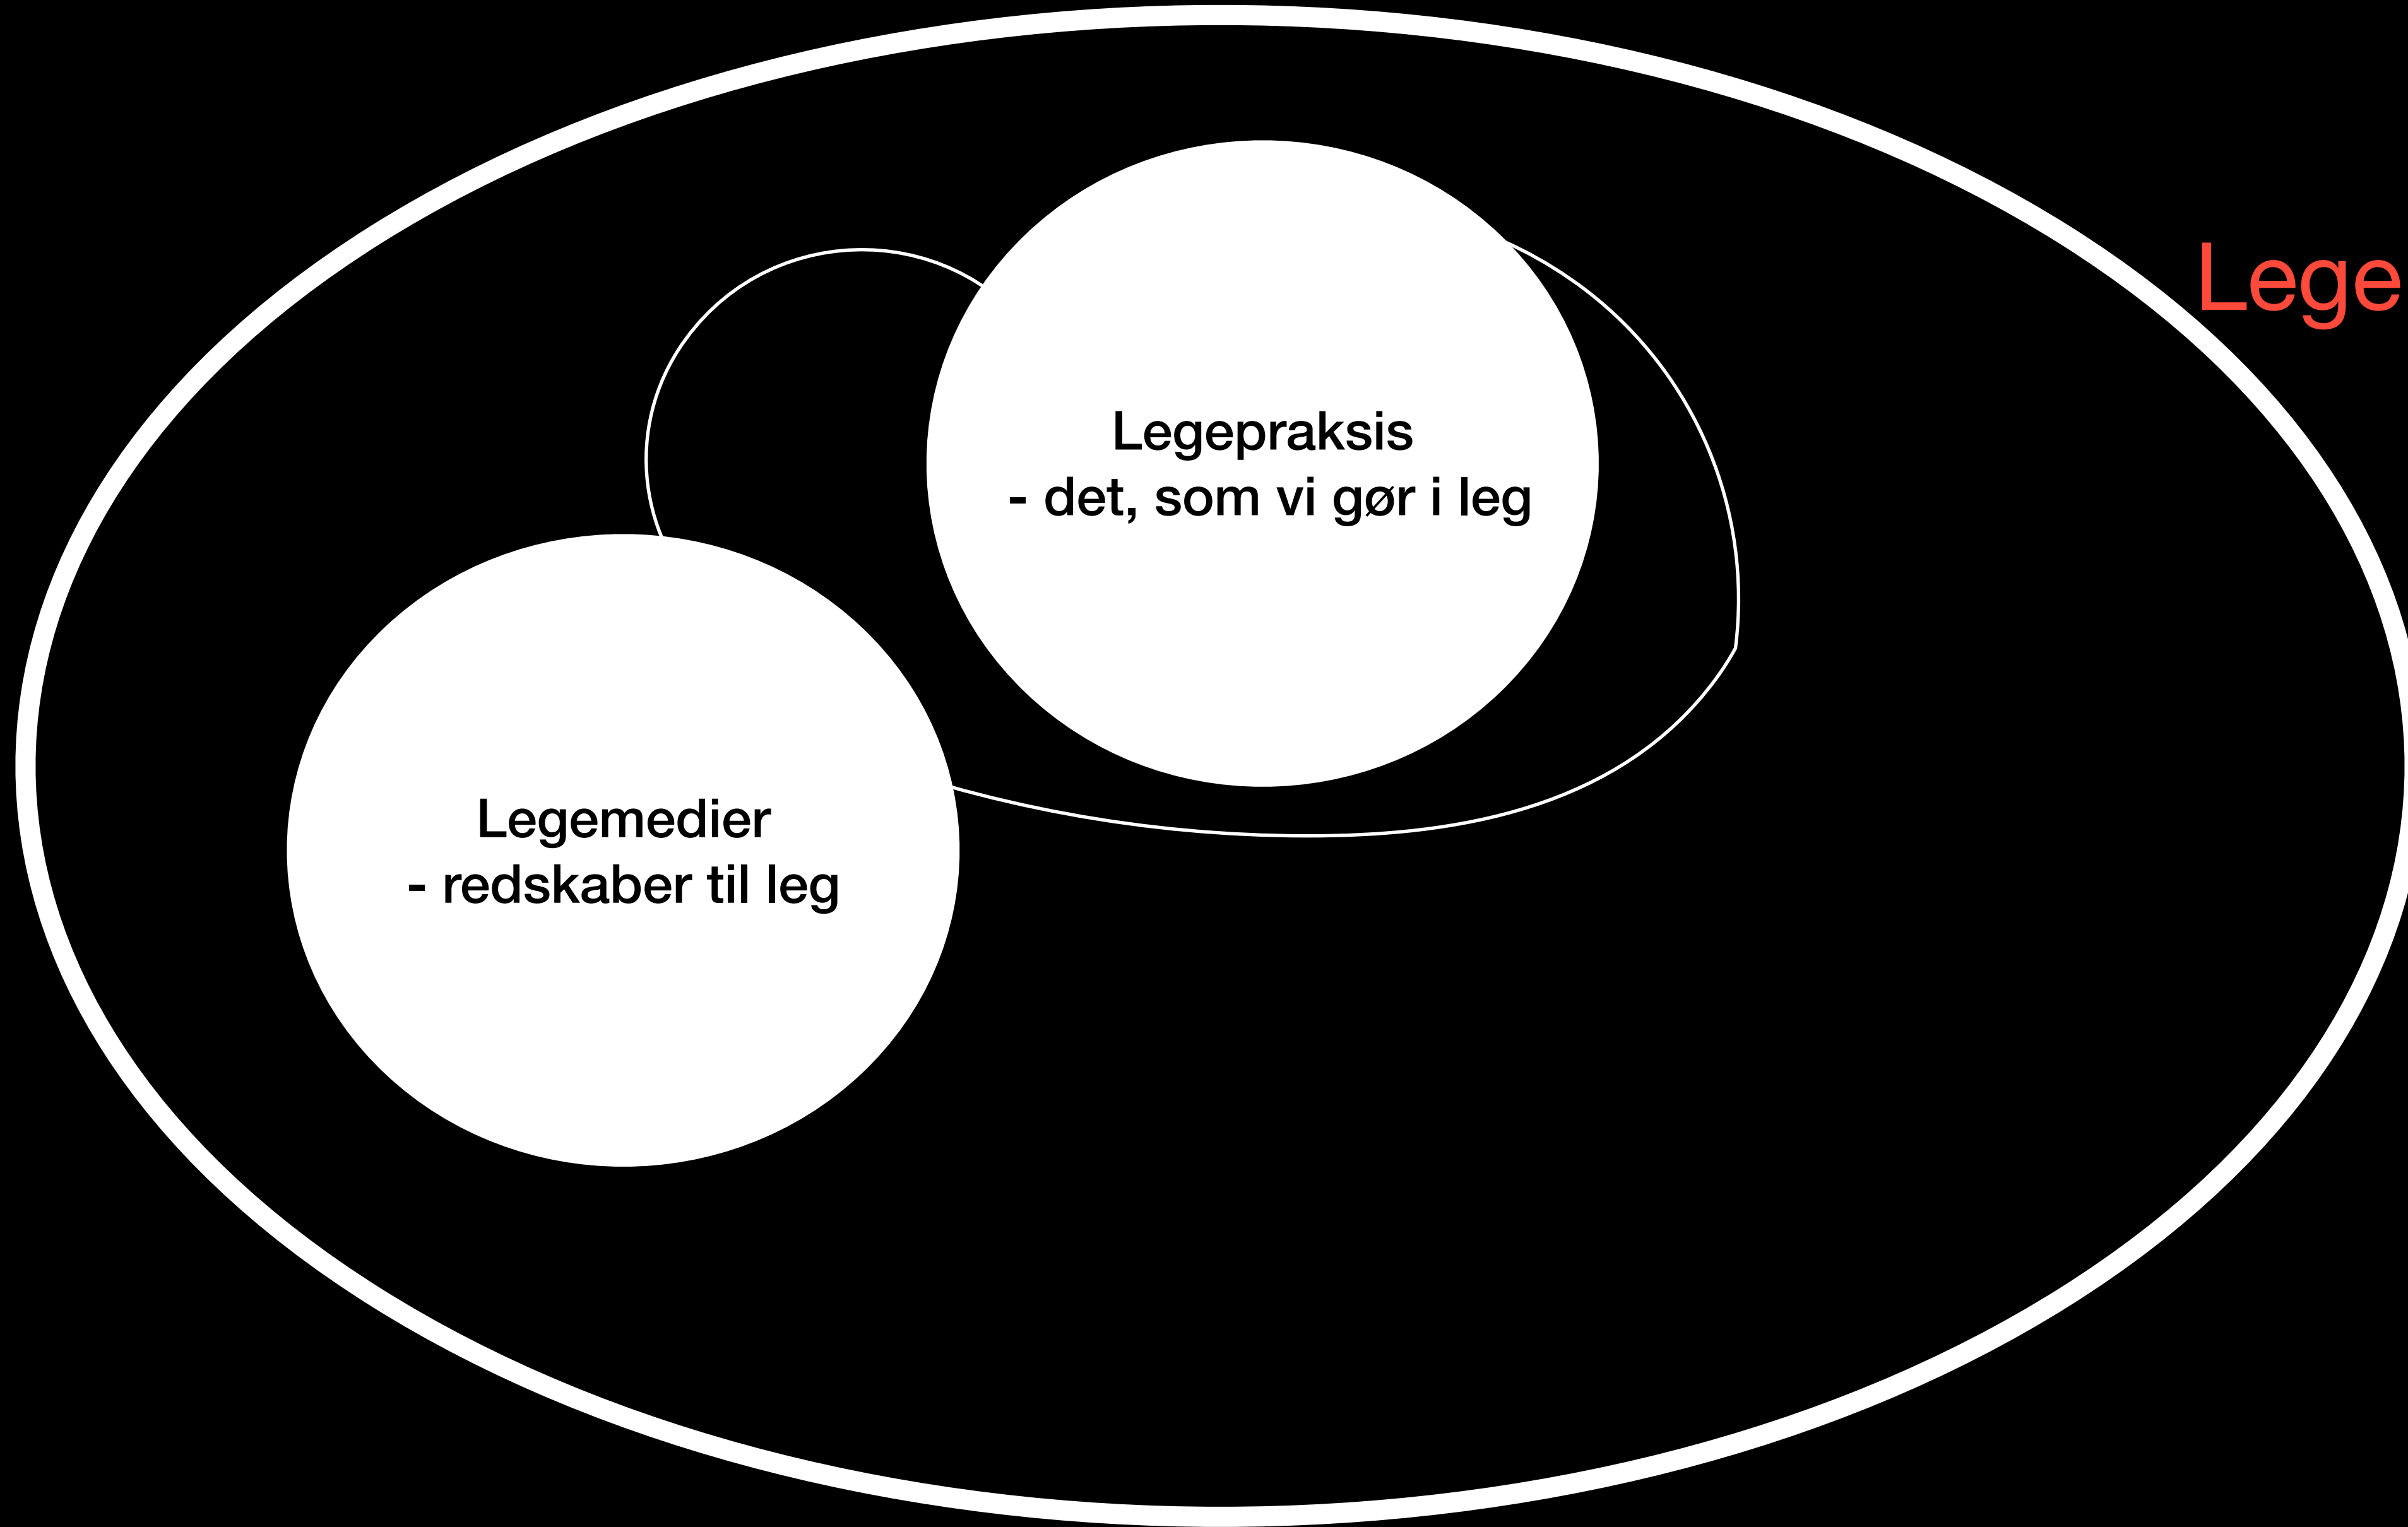 Lege
Legepraksis
- det, som vi gør i leg
Legemedier
- redskaber til leg